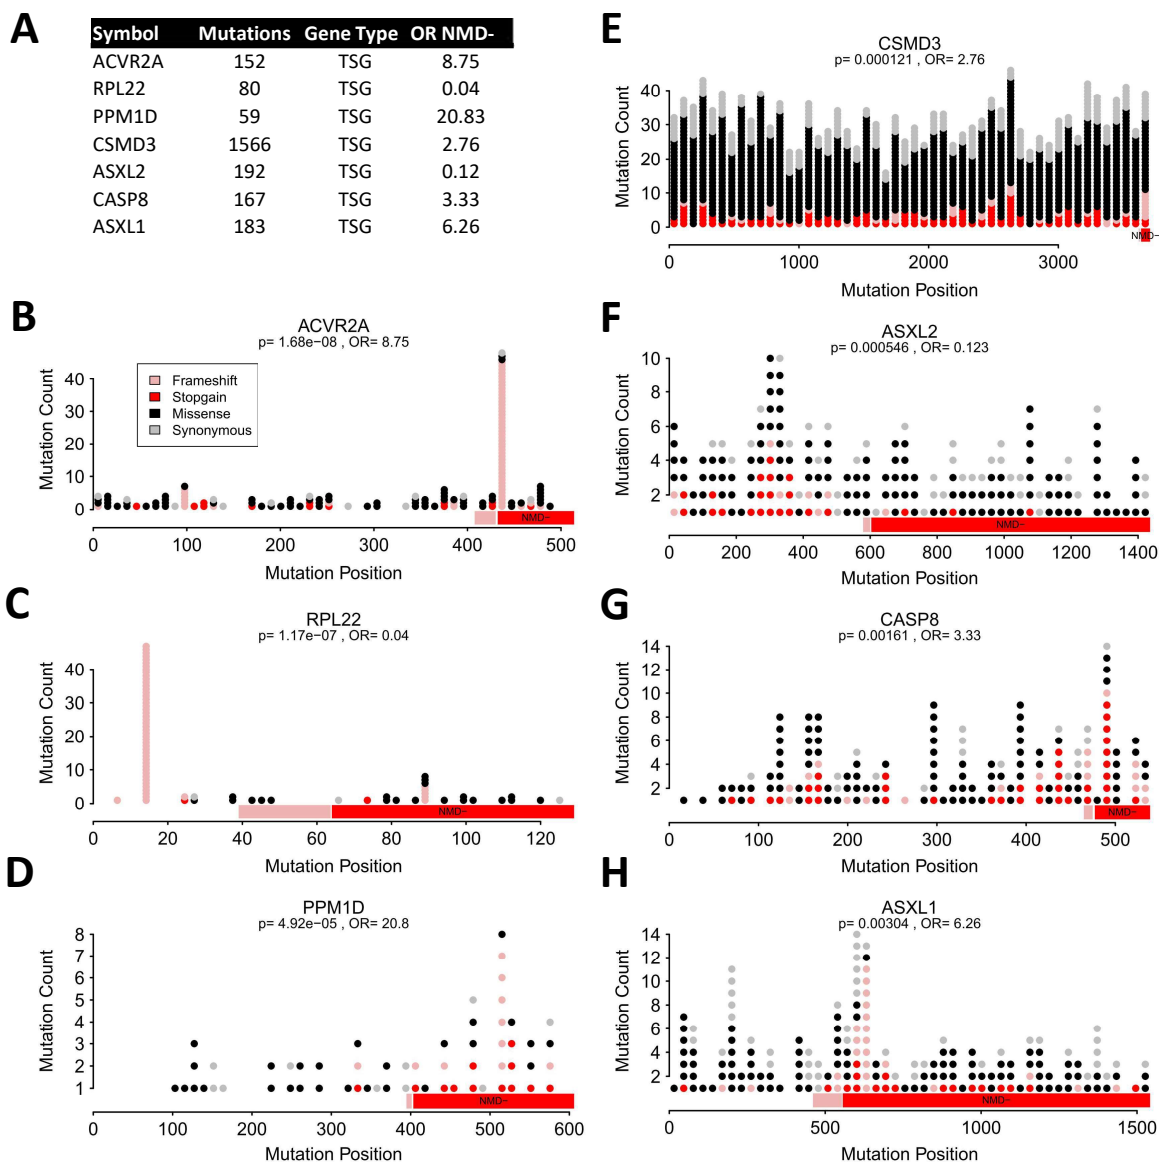 A
Symbol Mutations Gene Type OR NMD-
ACVR2A 152 TSG 8.75
RPL22 80 TSG 0.04
PPM1D 59 TSG 20.83
CSMD3 1566 TSG 2.76
ASXL2 192 TSG 0.12
CASP8 167 TSG 3.33
ASXL1 183 TSG 6.26
B
ACVR2A
p= 1.68e−08 , OR= 8.75
Frameshift
Stopgain
Missense
Synonymous
Mutation Count
40
30
20
10
0
NMD−
0 100 200 300 400 500
Mutation Position
C
RPL22
p= 1.17e−07 , OR= 0.04
Mutation Count
40
30
20
10
0
NMD−
0 20 40 60 80 100 120
Mutation Position
D
PPM1D
p= 4.92e−05 , OR= 20.8
Mutation Count
8
7
6
5
4
3
2
1
NMD−
0 100 200 300 400 500 600
Mutation Position
E
CSMD3
p= 0.000121 , OR= 2.76
Mutation Count
40
30
20
10
0
NMD−
0 1000 2000 3000
Mutation Position
F
ASXL2
p= 0.000546 , OR= 0.123
Mutation Count
10
8
6
4
2
NMD−
0 200 400 600 800 1000 1200 1400
Mutation Position
G
CASP8
p= 0.00161 , OR= 3.33
Mutation Count
14
12
10
8
6
4
2
NMD−
0 100 200 300 400 500
Mutation Position
H
ASXL1
p= 0.00304 , OR= 6.26
Mutation Count
14
12
10
8
6
4
2
NMD−
0 500 1000 1500
Mutation Position